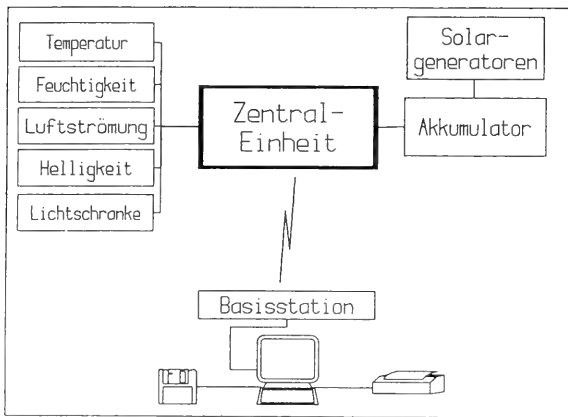 Temperatur
Feuchtigkeit
Luftströmung
Helligkeit
Lichtschranke
Zentral-
Einheit
Solar-
generatoren
Akkumulator
Basisstation